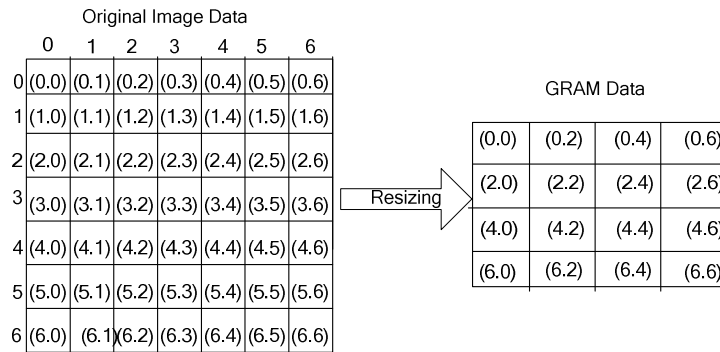 Original Image Data
0 1 2 3 4 5 6
0 (0.0) (0.1) (0.2) (0.3) (0.4) (0.5) (0.6)
1 (1.0) (1.1) (1.2) (1.3) (1.4) (1.5) (1.6)
2 (2.0) (2.1) (2.2) (2.3) (2.4) (2.5) (2.6)
3 (3.0) (3.1) (3.2) (3.3) (3.4) (3.5) (3.6)
4 (4.0) (4.1) (4.2) (4.3) (4.4) (4.5) (4.6)
5 (5.0) (5.1) (5.2) (5.3) (5.4) (5.5) (5.6)
6 (6.0) (6.1) (6.2) (6.3) (6.4) (6.5) (6.6)
Resizing
GRAM Data
(0.0) (0.2) (0.4) (0.6)
(2.0) (2.2) (2.4) (2.6)
(4.0) (4.2) (4.4) (4.6)
(6.0) (6.2) (6.4) (6.6)